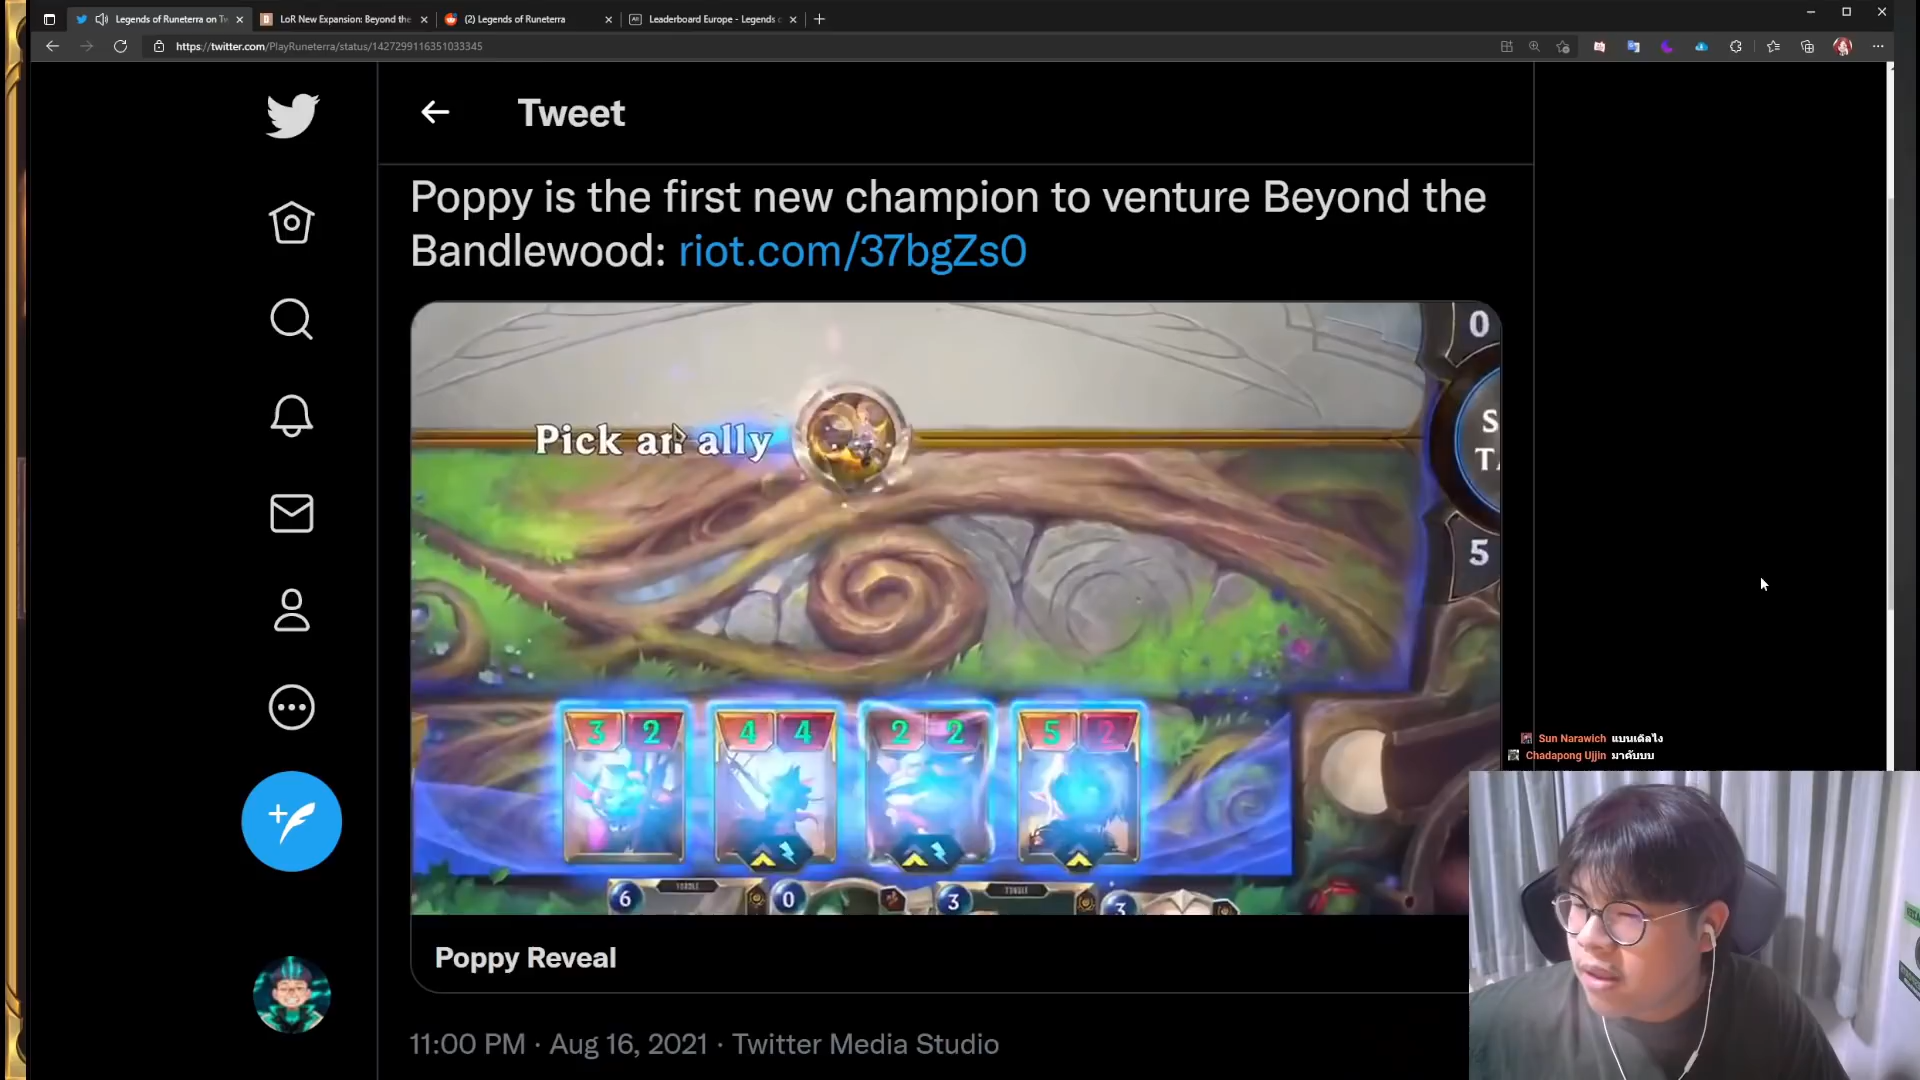 Legends of Runeterra on Tw
LoR New Expansion: Beyond the
(2) Legends of Runeterra
Leaderboard Europe - Legends o
https://twitter.com/PlayRuneterra/status/1427299116351033345
Tweet
Poppy is the first new champion to venture Beyond the
Bandlewood: riot.com/37bgZs0
0
Pick an ally
S
TA
5
3 2 4 4 2 2 5 2
6 0 3 3
Poppy Reveal
11:00 PM · Aug 16, 2021 · Twitter Media Studio
Sun Narawich แบนเดิลไง
Chadapong Ujjin มาคับบบ